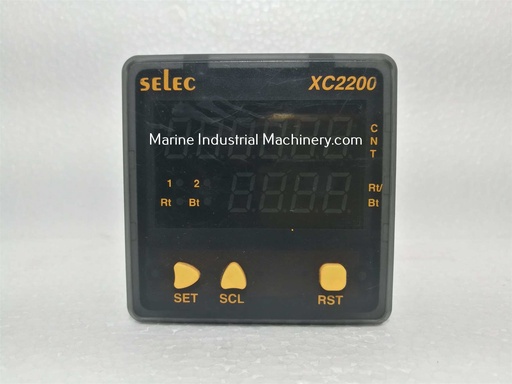 selec XC2200
Marine Industrial Machinery.com
C
N
T
1 2
Rt Bt
Rt/
Bt
SET SCL RST